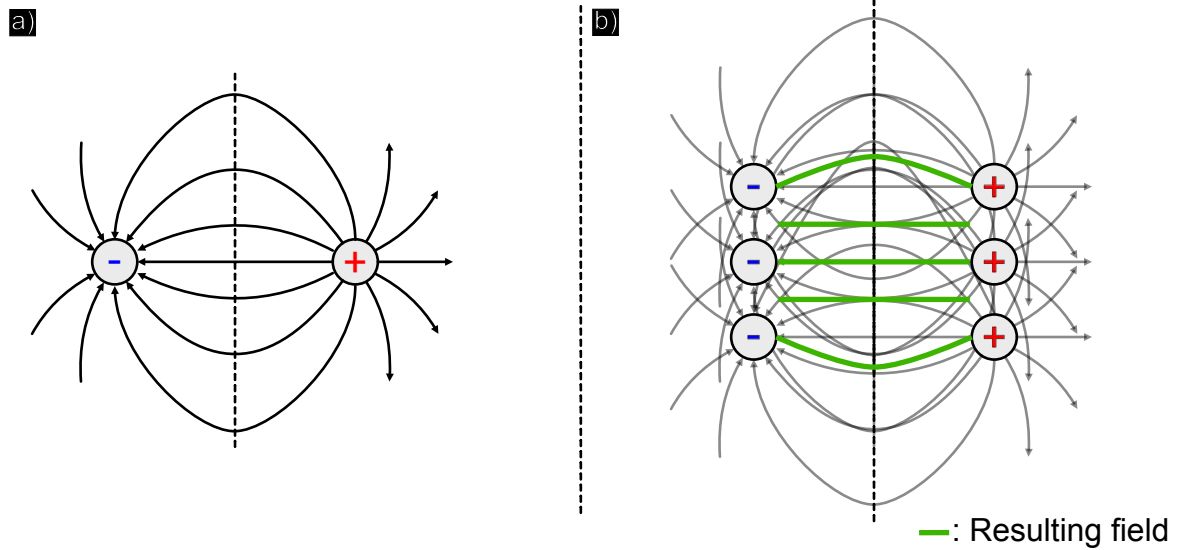 a)
b)
-
+
-
+
-
+
-
+
: Resulting field